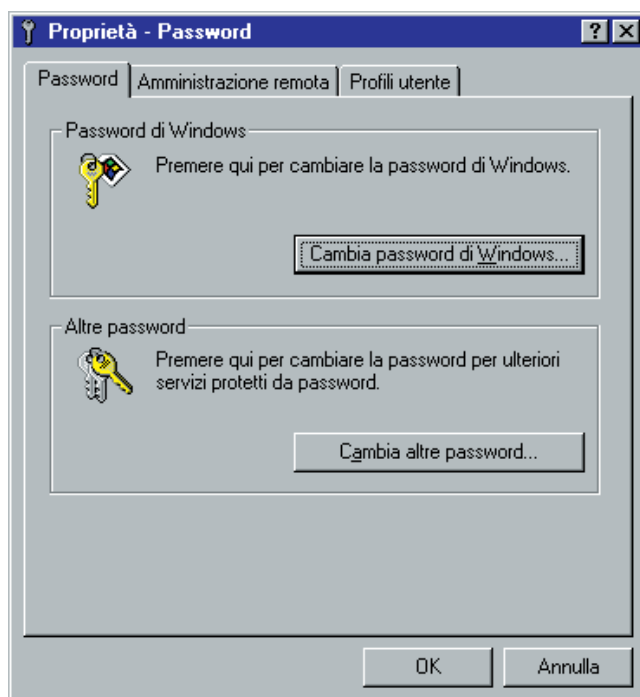 Proprietà - Password
Password
Amministrazione remota
Profili utente
Password di Windows
Premere qui per cambiare la password di Windows.
Cambia password di Windows...
Altre password
Premere qui per cambiare la password per ulteriori
servizi protetti da password.
Cambia altre password...
OK
Annulla